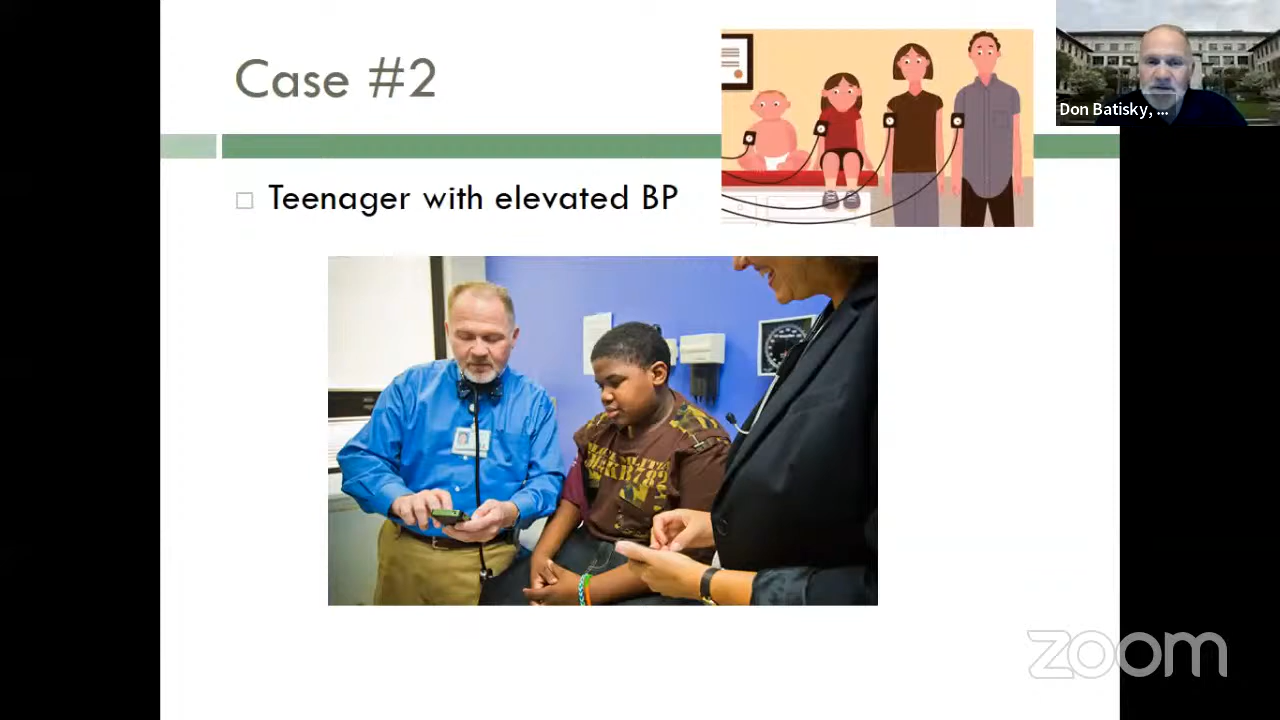 Case #2
Don Batisky, ...
Teenager with elevated BP
zoom